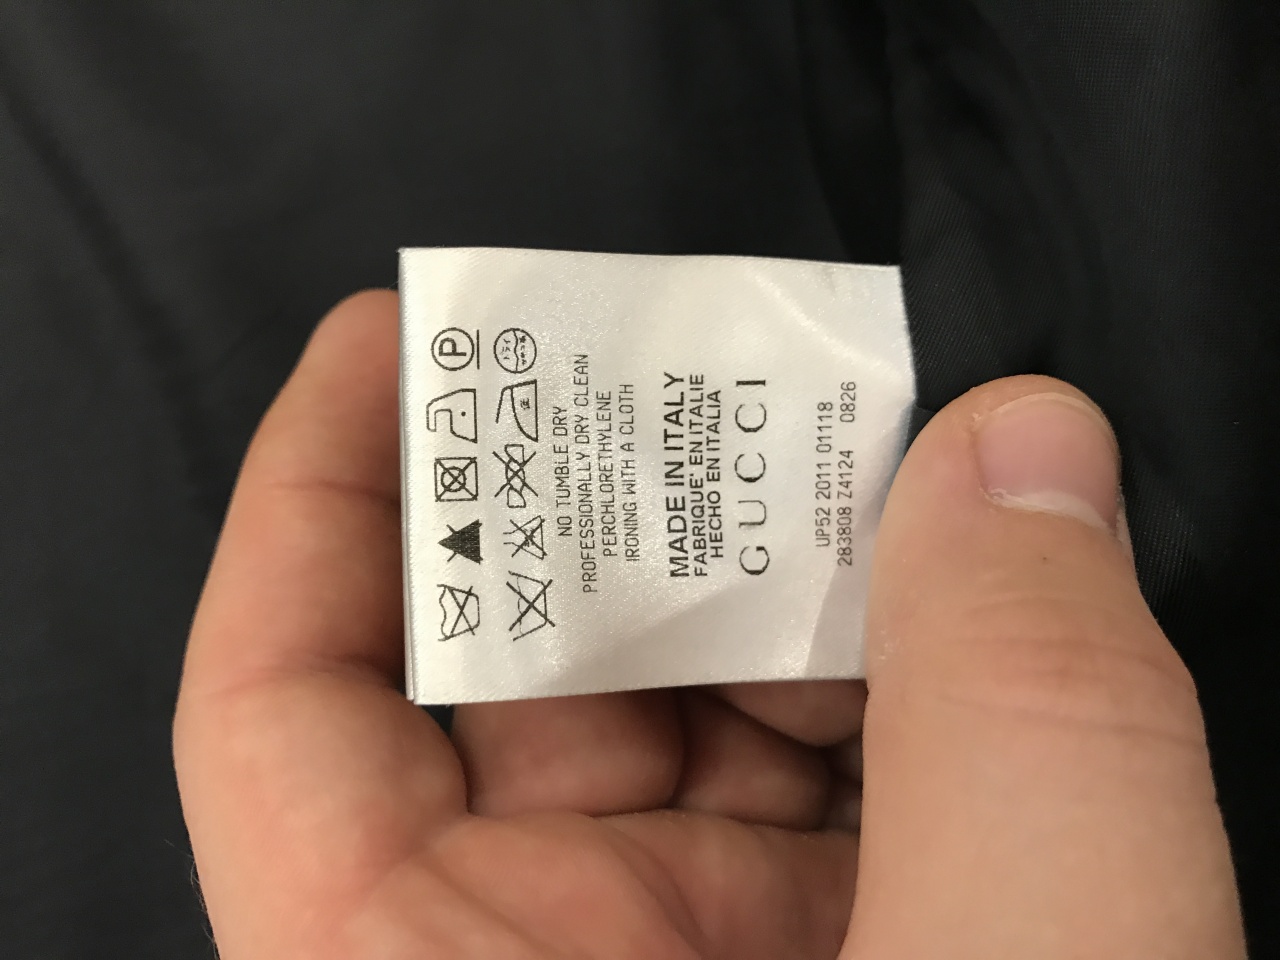 P
NO TUMBLE DRY
PROFESSIONALLY DRY CLEAN
PERCHLORETHYLENE
IRONING WITH A CLOTH
MADE IN ITALY
FABRIQUE' EN ITALIE
HECHO EN ITALIA
GUCCI
UP52 2011 01118
283808 Z4124 0826